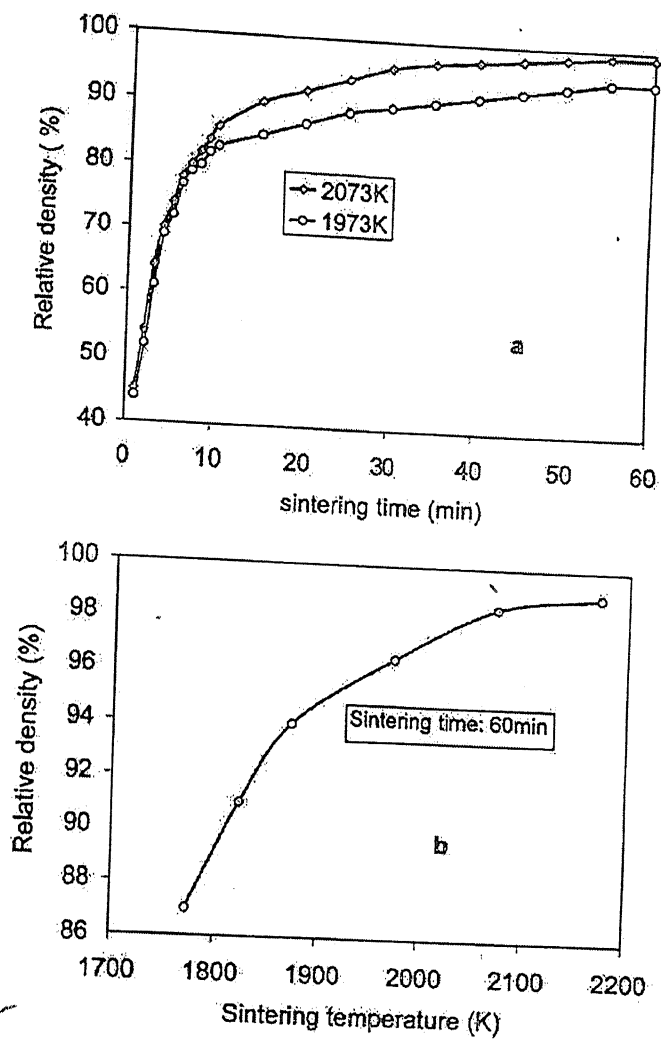 100
90
80
70
60
50
40
Relative density ( %)
2073K
1973K
a
0 10 20 30 40 50 60
sintering time (min)
100
98
96
94
92
90
88
86
Relative density (%)
Sintering time: 60min
b
1700 1800 1900 2000 2100 2200
Sintering temperature (K)